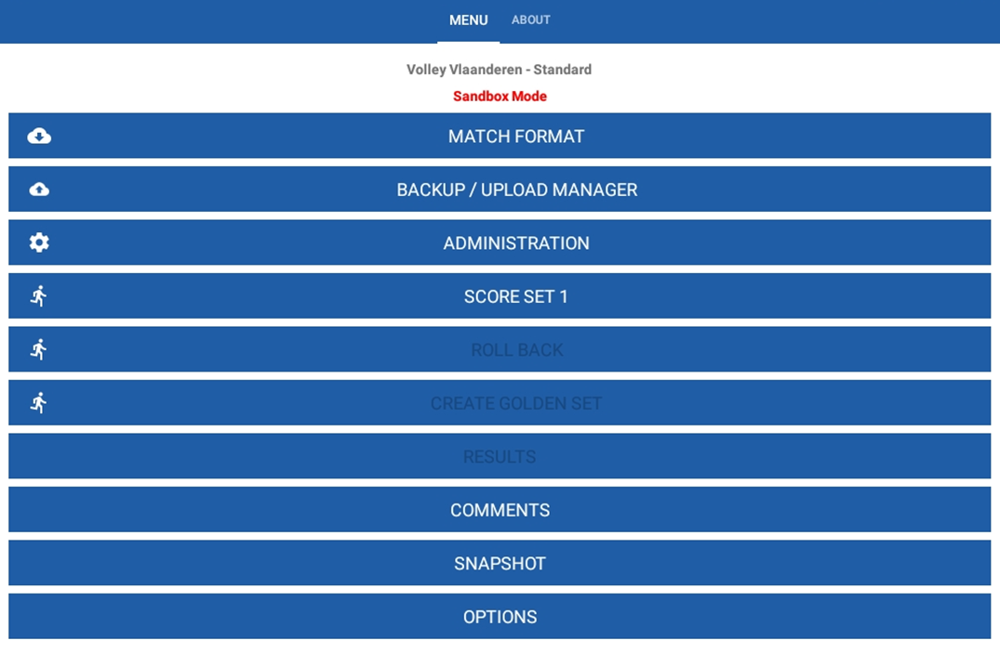 MENU ABOUT
Volley Vlaanderen - Standard
Sandbox Mode
MATCH FORMAT
BACKUP / UPLOAD MANAGER
ADMINISTRATION
SCORE SET 1
ROLL BACK
CREATE GOLDEN SET
RESULTS
COMMENTS
SNAPSHOT
OPTIONS